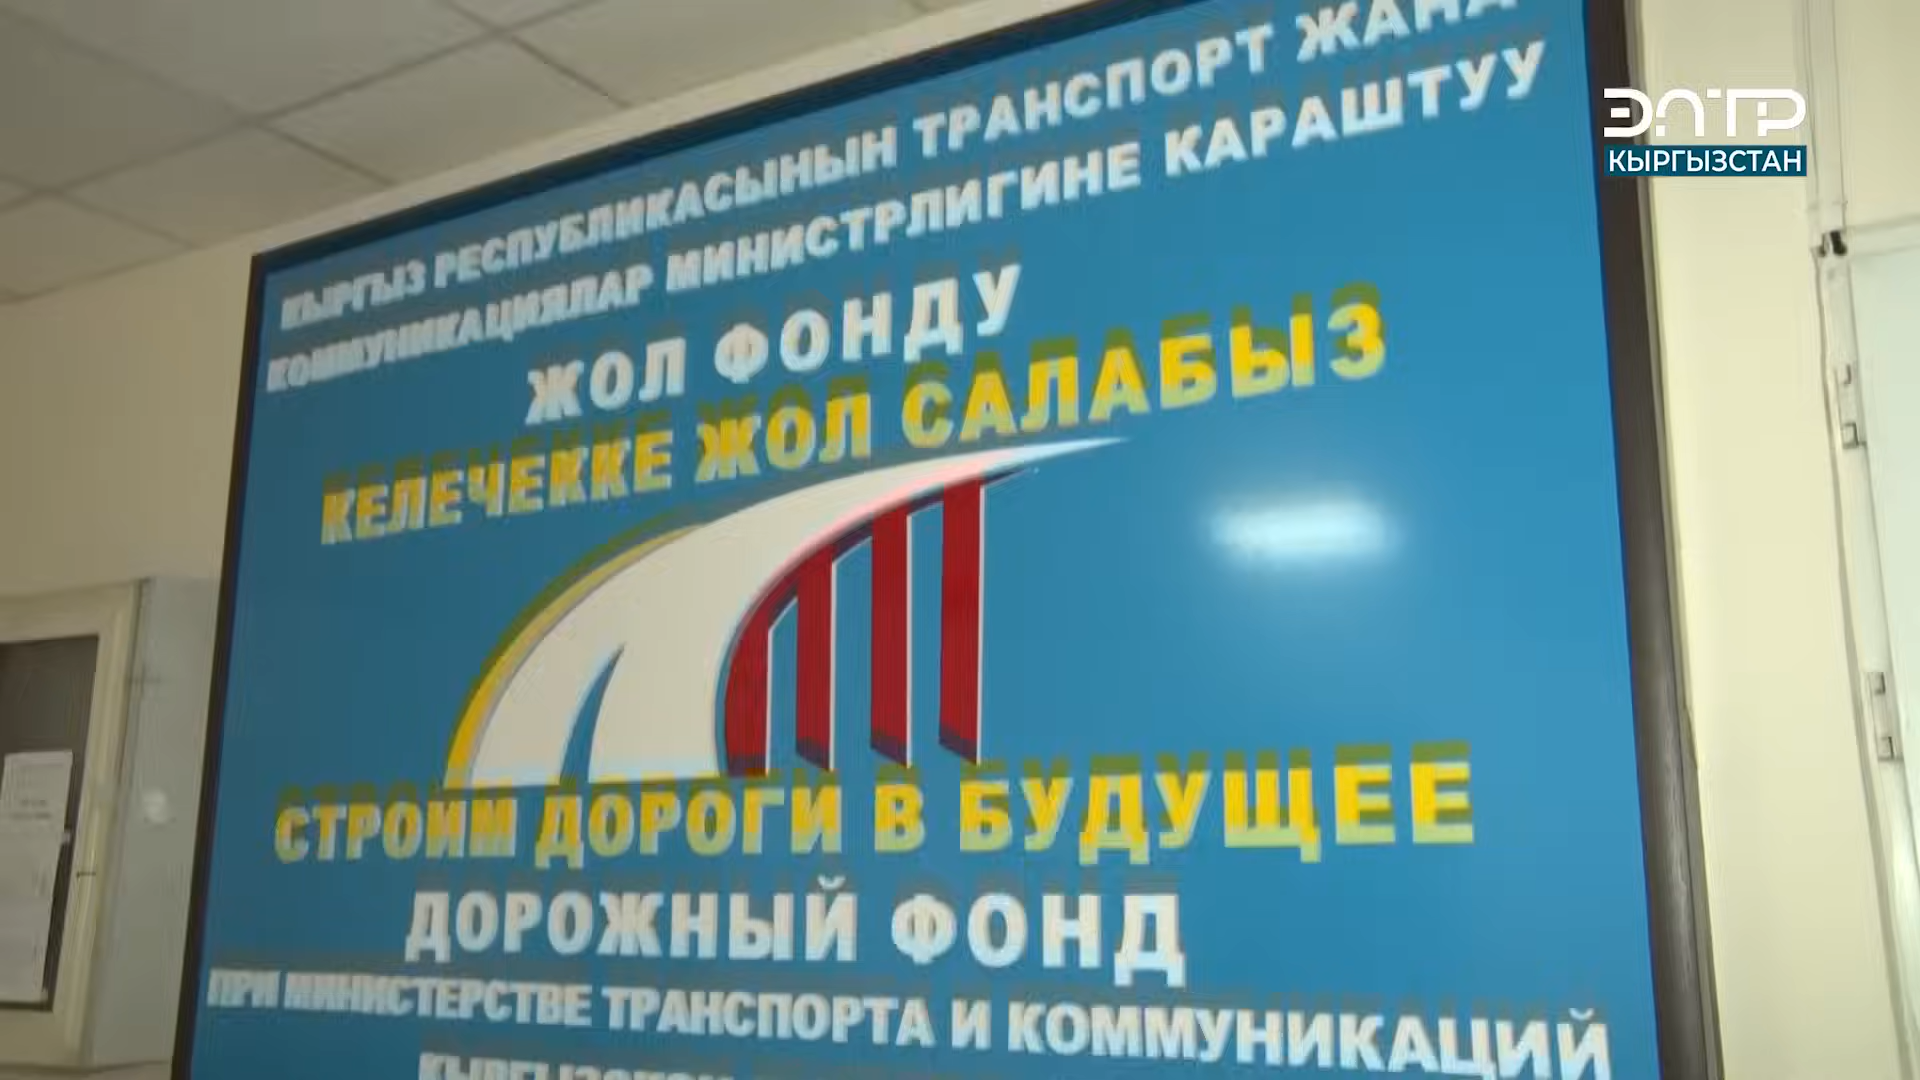 КЫРГЫЗ РЕСПУБЛИКАСЫНЫН ТРАНСПОРТ ЖАНА
КОММУНИКАЦИЯЛАР МИНИСТРЛИГИНЕ КАРАШТУУ
ЖОЛ ФОНДУ
КЕЛЕЧЕККЕ ЖОЛ САЛАБЫЗ
СТРОИМ ДОРОГИ В БУДУЩЕЕ
ДОРОЖНЫЙ ФОНД
ПРИ МИНИСТЕРСТВЕ ТРАНСПОРТА И КОММУНИКАЦИЙ
ЭЛТР
КЫРГЫЗСТАН